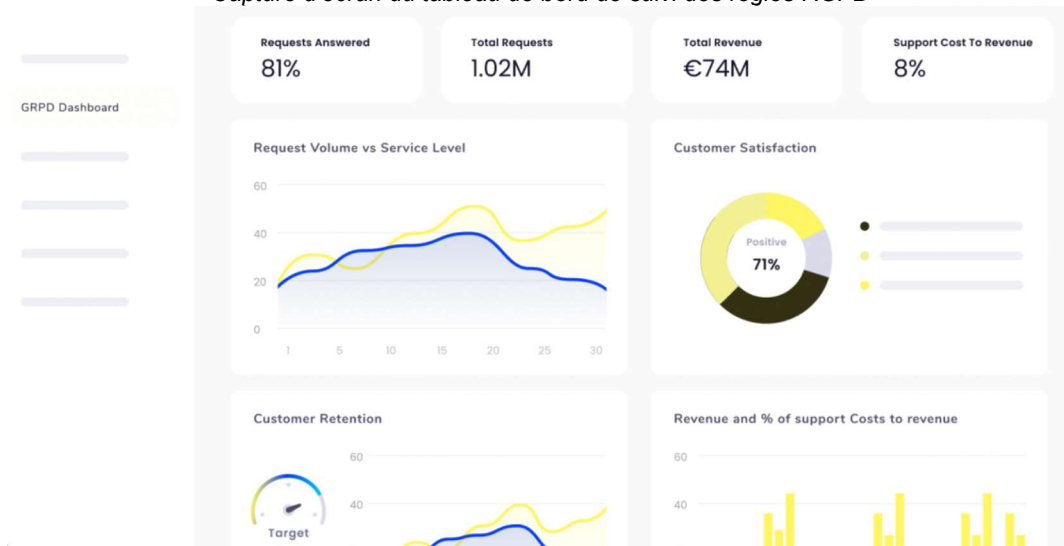 GRPD Dashboard
Requests Answered
81%
Total Requests
1.02M
Total Revenue
€74M
Support Cost To Revenue
8%
Request Volume vs Service Level
60
40
20
0
1 5 10 15 20 25 30
Customer Satisfaction
Positive
71%
Customer Retention
Target
60
40
Revenue and % of support Costs to revenue
60
40